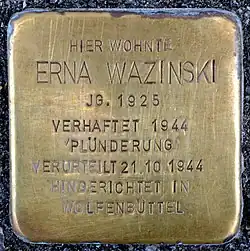 HIER WOHNTE
ERNA WAZINSKI
JG. 1925
VERHAFTET 1944
'PLÜNDERUNG'
VERURTEILT 21.10.1944
HINGERICHTET IN
WOLFENBÜTTEL